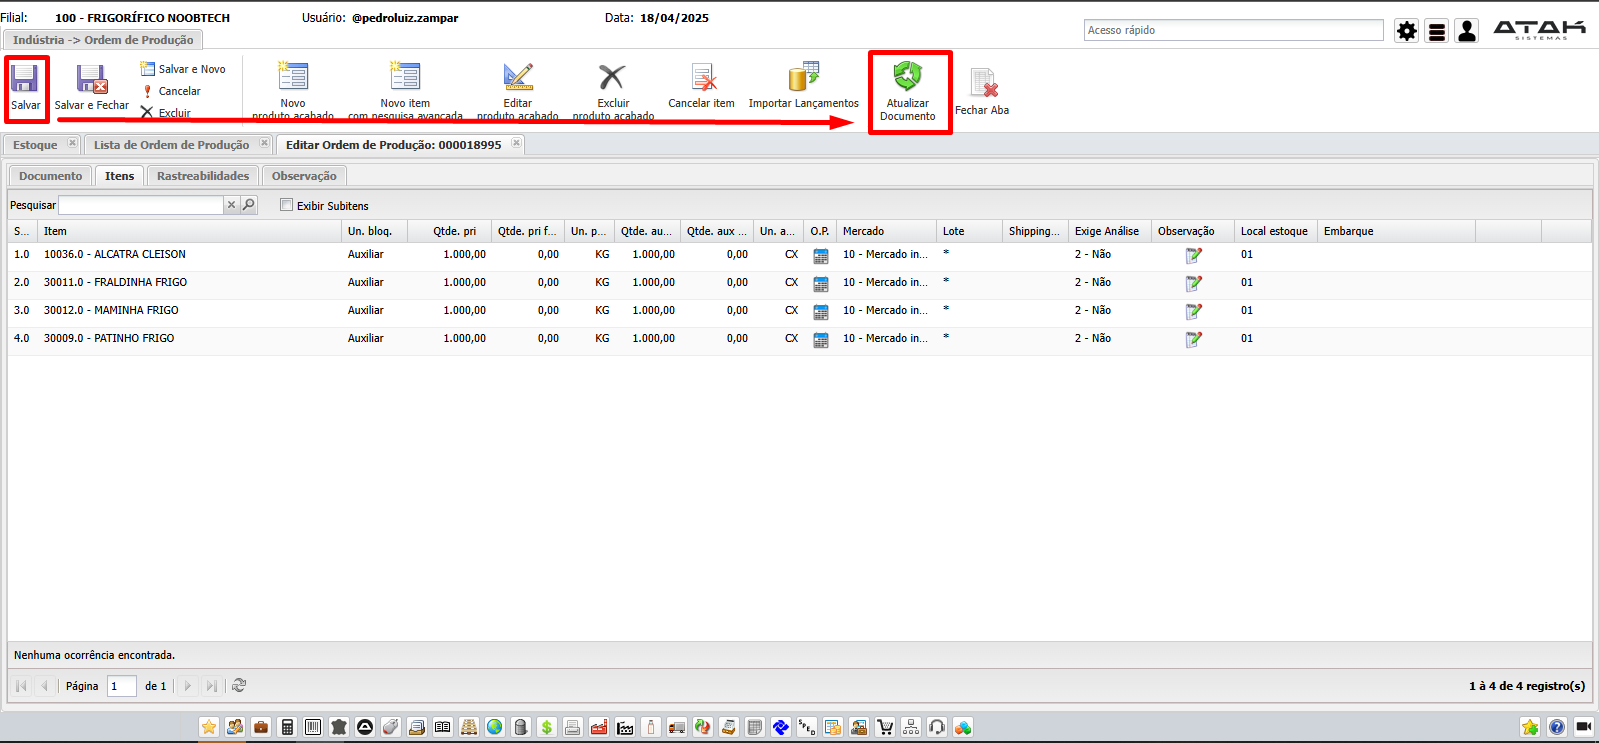 Filial: 100 - FRIGORÍFICO NOOBTECH Usuário: @pedroluiz.zampar Data: 18/04/2025
Acesso rápido
ATAK
SISTEMAS
Indústria -> Ordem de Produção
Salvar
Salvar e Fechar
Salvar e Novo
Cancelar
Excluir
Novo
produto acabado
Novo item
com pesquisa avançada
Editar
produto acabado
Excluir
produto acabado
Cancelar item
Importar Lançamentos
Atualizar
Documento
Fechar Aba
Estoque Lista de Ordem de Produção Editar Ordem de Produção: 000018995
Documento Itens Rastreabilidades Observação
Pesquisar Exibir Subitens
S... Item Un. bloq. Qtde. pri Qtde. pri f... Un. p... Qtde. au... Qtde. aux ... Un. a... O.P. Mercado Lote Shipping... Exige Análise Observação Local estoque Embarque
1.0 10036.0 - ALCATRA CLEISON Auxiliar 1.000,00 0,00 KG 1.000,00 0,00 CX 10 - Mercado in... * 2 - Não 01
2.0 30011.0 - FRALDINHA FRIGO Auxiliar 1.000,00 0,00 KG 1.000,00 0,00 CX 10 - Mercado in... * 2 - Não 01
3.0 30012.0 - MAMINHA FRIGO Auxiliar 1.000,00 0,00 KG 1.000,00 0,00 CX 10 - Mercado in... * 2 - Não 01
4.0 30009.0 - PATINHO FRIGO Auxiliar 1.000,00 0,00 KG 1.000,00 0,00 CX 10 - Mercado in... * 2 - Não 01
Nenhuma ocorrência encontrada.
Página 1 de 1 1 à 4 de 4 registro(s)
SPED